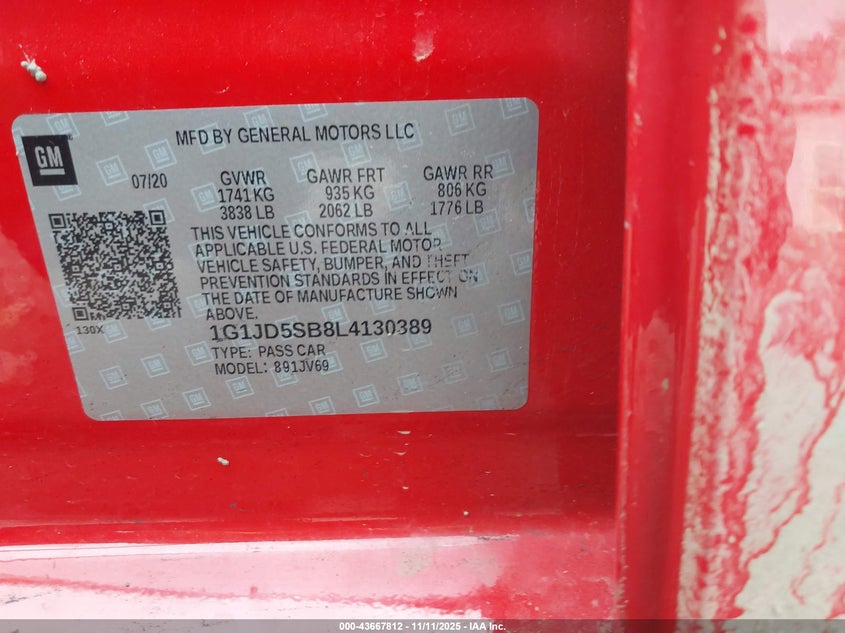 MFD BY GENERAL MOTORS LLC
GM
07/20
GVWR
1741 KG
3838 LB
GAWR FRT
935 KG
2062 LB
GAWR RR
806 KG
1776 LB
THIS VEHICLE CONFORMS TO ALL
APPLICABLE U.S. FEDERAL MOTOR
VEHICLE SAFETY, BUMPER, AND THEFT
PREVENTION STANDARDS IN EFFECT ON
THE DATE OF MANUFACTURE SHOWN
ABOVE.
130X
1G1JD5SB8L4130389
TYPE: PASS CAR
MODEL: 891JV69
000-43667812 - 11/11/2025 - IAA Inc.